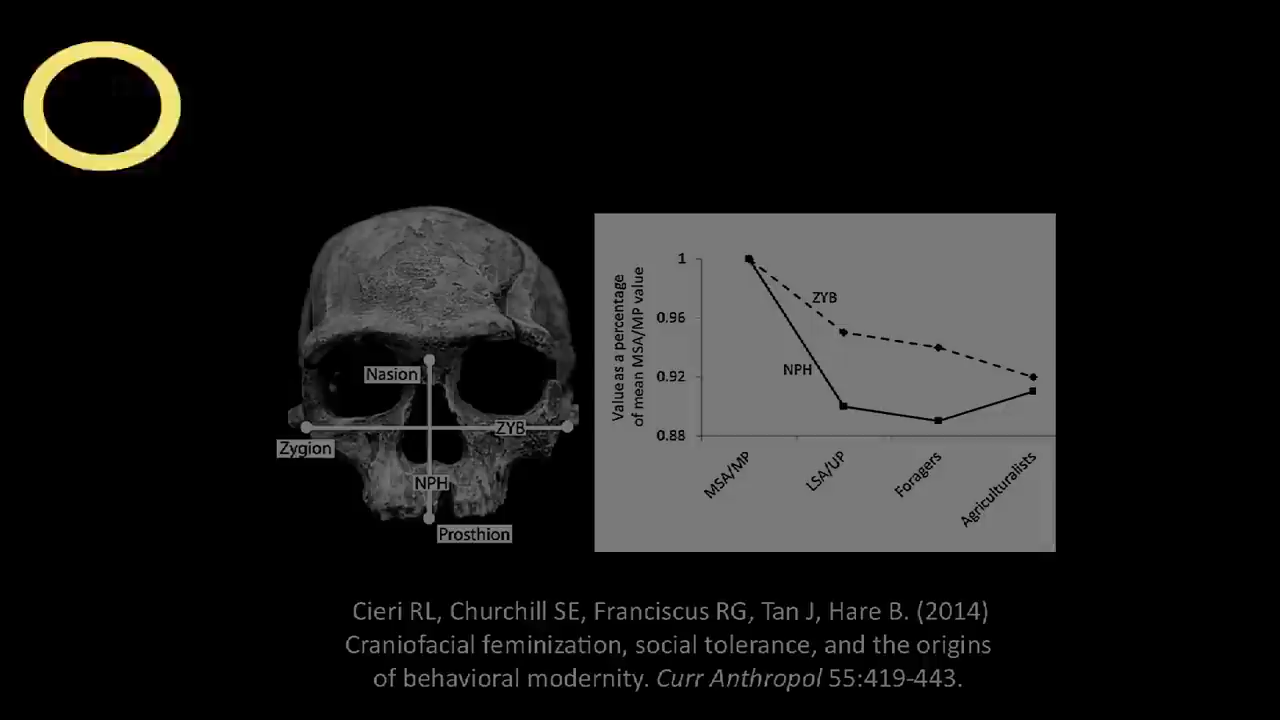 Nasion
ZYB
Zygion
NPH
Prosthion
Value as a percentage
of mean MSA/MP value
1
0.96
0.92
0.88
ZYB
NPH
MSA/MP
LSA/UP
Foragers
Agriculturalists
Cieri RL, Churchill SE, Franciscus RG, Tan J, Hare B. (2014)
Craniofacial feminization, social tolerance, and the origins
of behavioral modernity. Curr Anthropol 55:419-443.